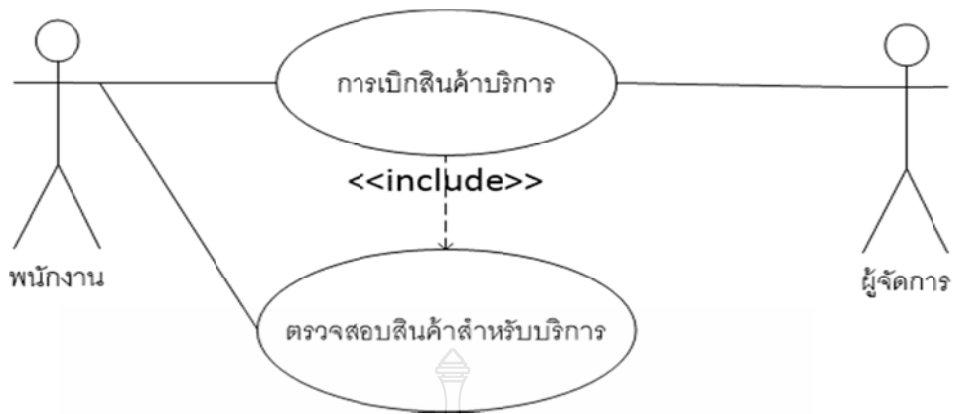 การเบิกสินค้าบริการ
<<include>>
พนักงาน
ผู้จัดการ
ตรวจสอบสินค้าสำหรับบริการ